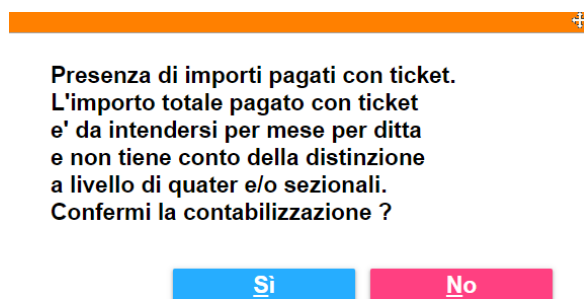 Presenza di importi pagati con ticket.
L'importo totale pagato con ticket
e' da intendersi per mese per ditta
e non tiene conto della distinzione
a livello di quater e/o sezionali.
Confermi la contabilizzazione ?
Sì
No